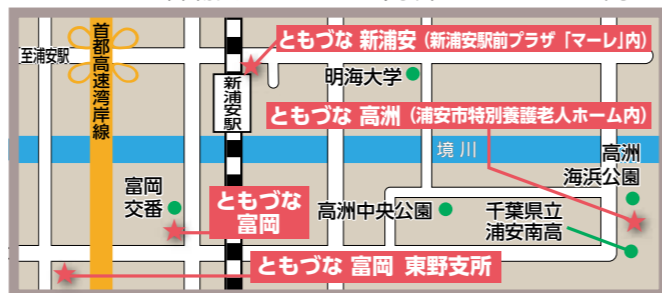 首都高速湾岸線
至浦安駅
ともづな 新浦安(新浦安駅前プラザ「マーレ」内)
新浦安駅
明海大学
ともづな 高洲(浦安市特別養護老人ホーム内)
境川
高洲
海浜公園
富岡
交番
ともづな
富岡
高洲中央公園
千葉県立
浦安南高
ともづな 富岡 東野支所